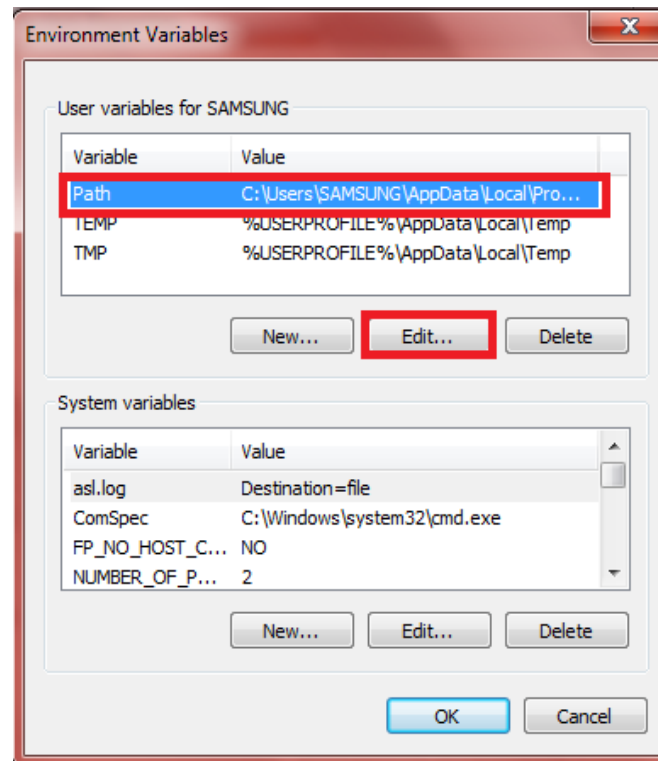 Environment Variables
User variables for SAMSUNG
Variable Value
Path C:\Users\SAMSUNG\AppData\Local\Pro...
TEMP %USERPROFILE%\AppData\Local\Temp
TMP %USERPROFILE%\AppData\Local\Temp
New... Edit... Delete
System variables
Variable Value
asl.log Destination=file
ComSpec C:\Windows\system32\cmd.exe
FP_NO_HOST_C... NO
NUMBER_OF_P... 2
New... Edit... Delete
OK Cancel